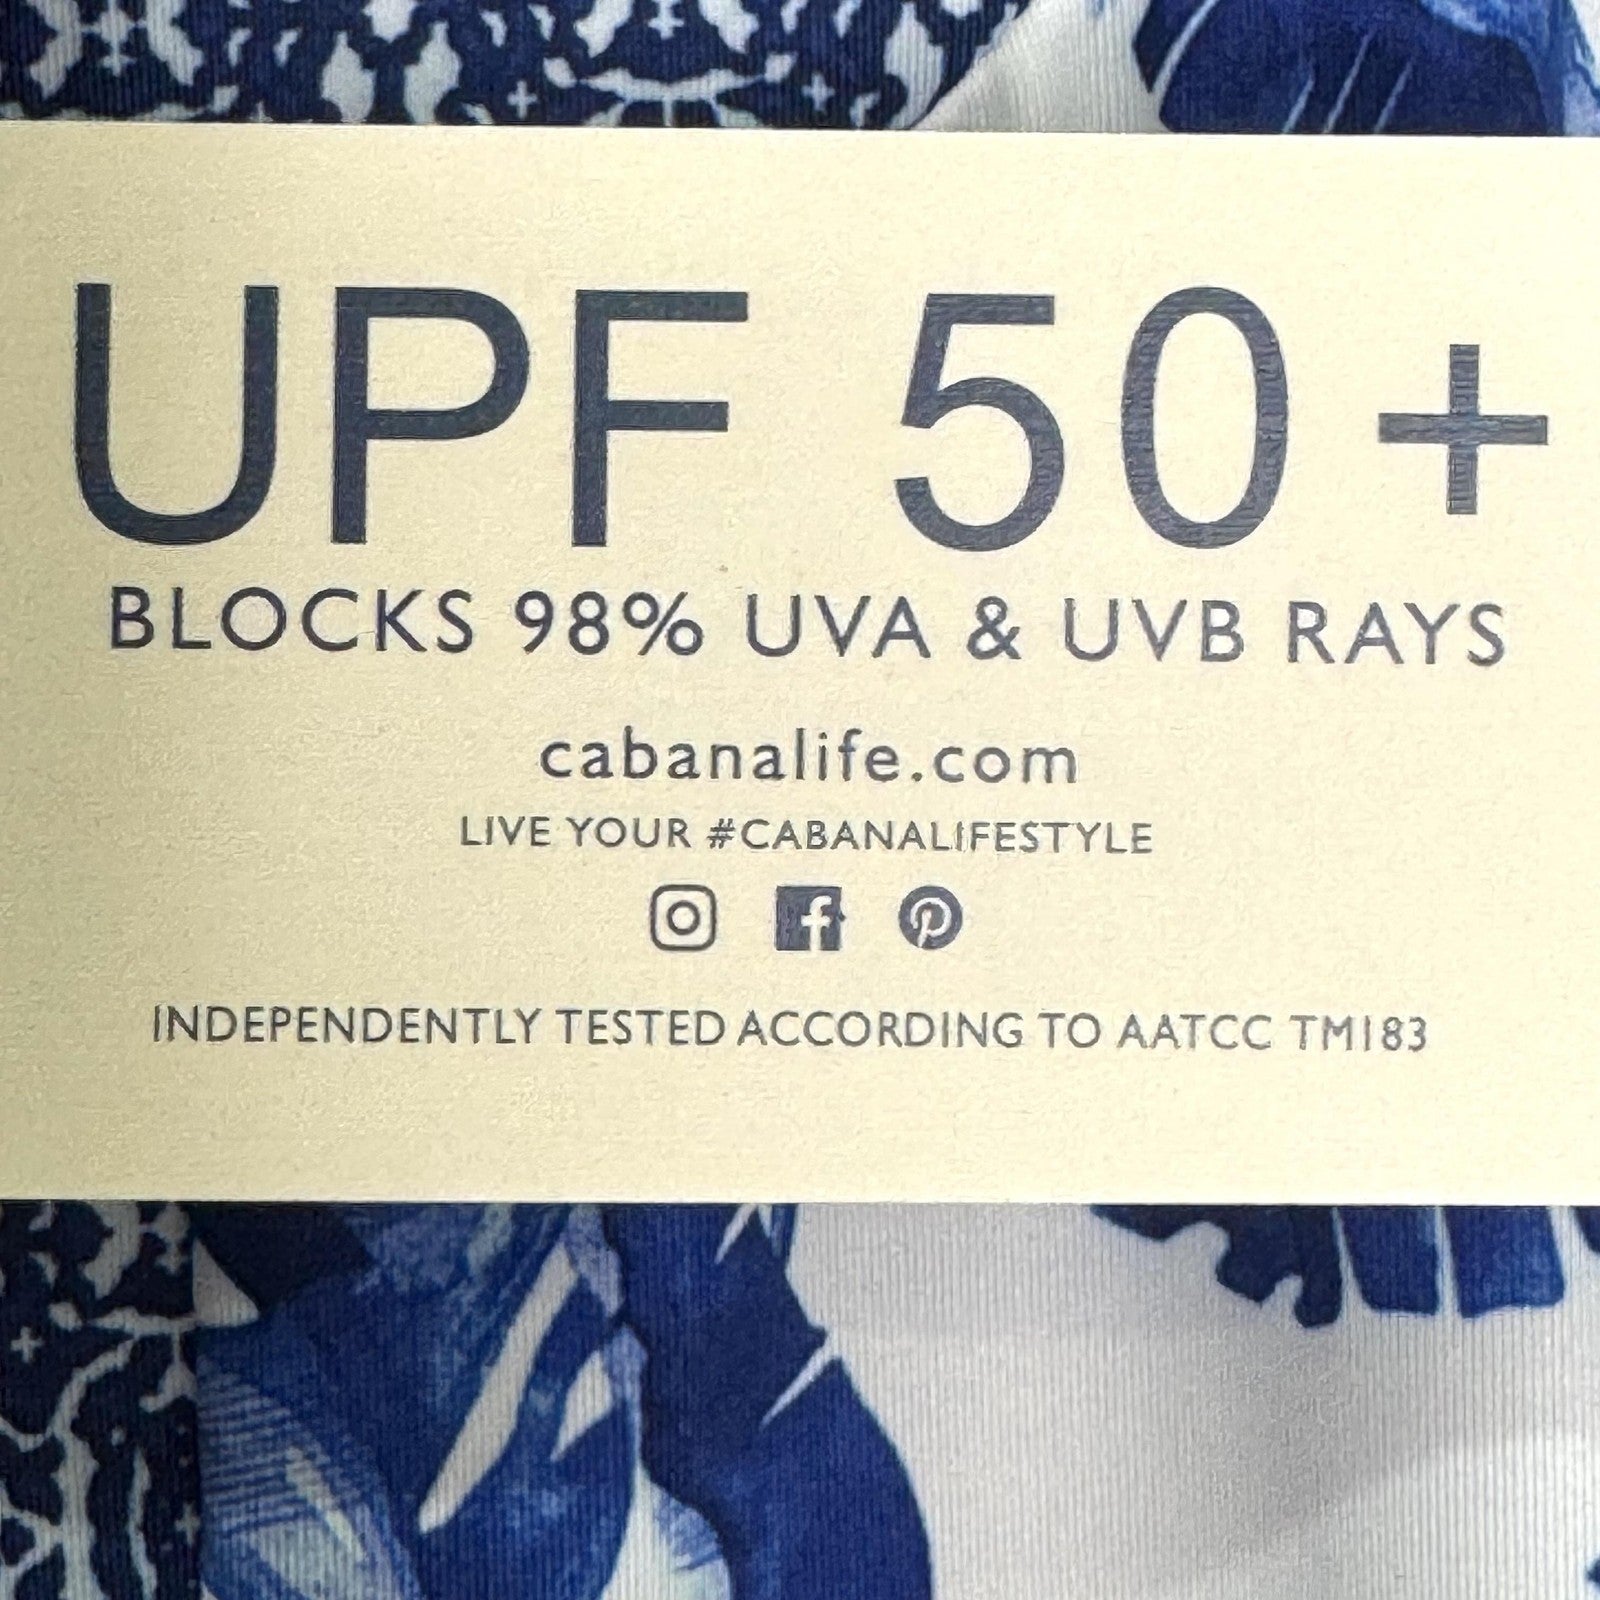 UPF 50+
BLOCKS 98% UVA & UVB RAYS
cabanalife.com
LIVE YOUR #CABANALIFESTYLE
INDEPENDENTLY TESTED ACCORDING TO AATCC TM183